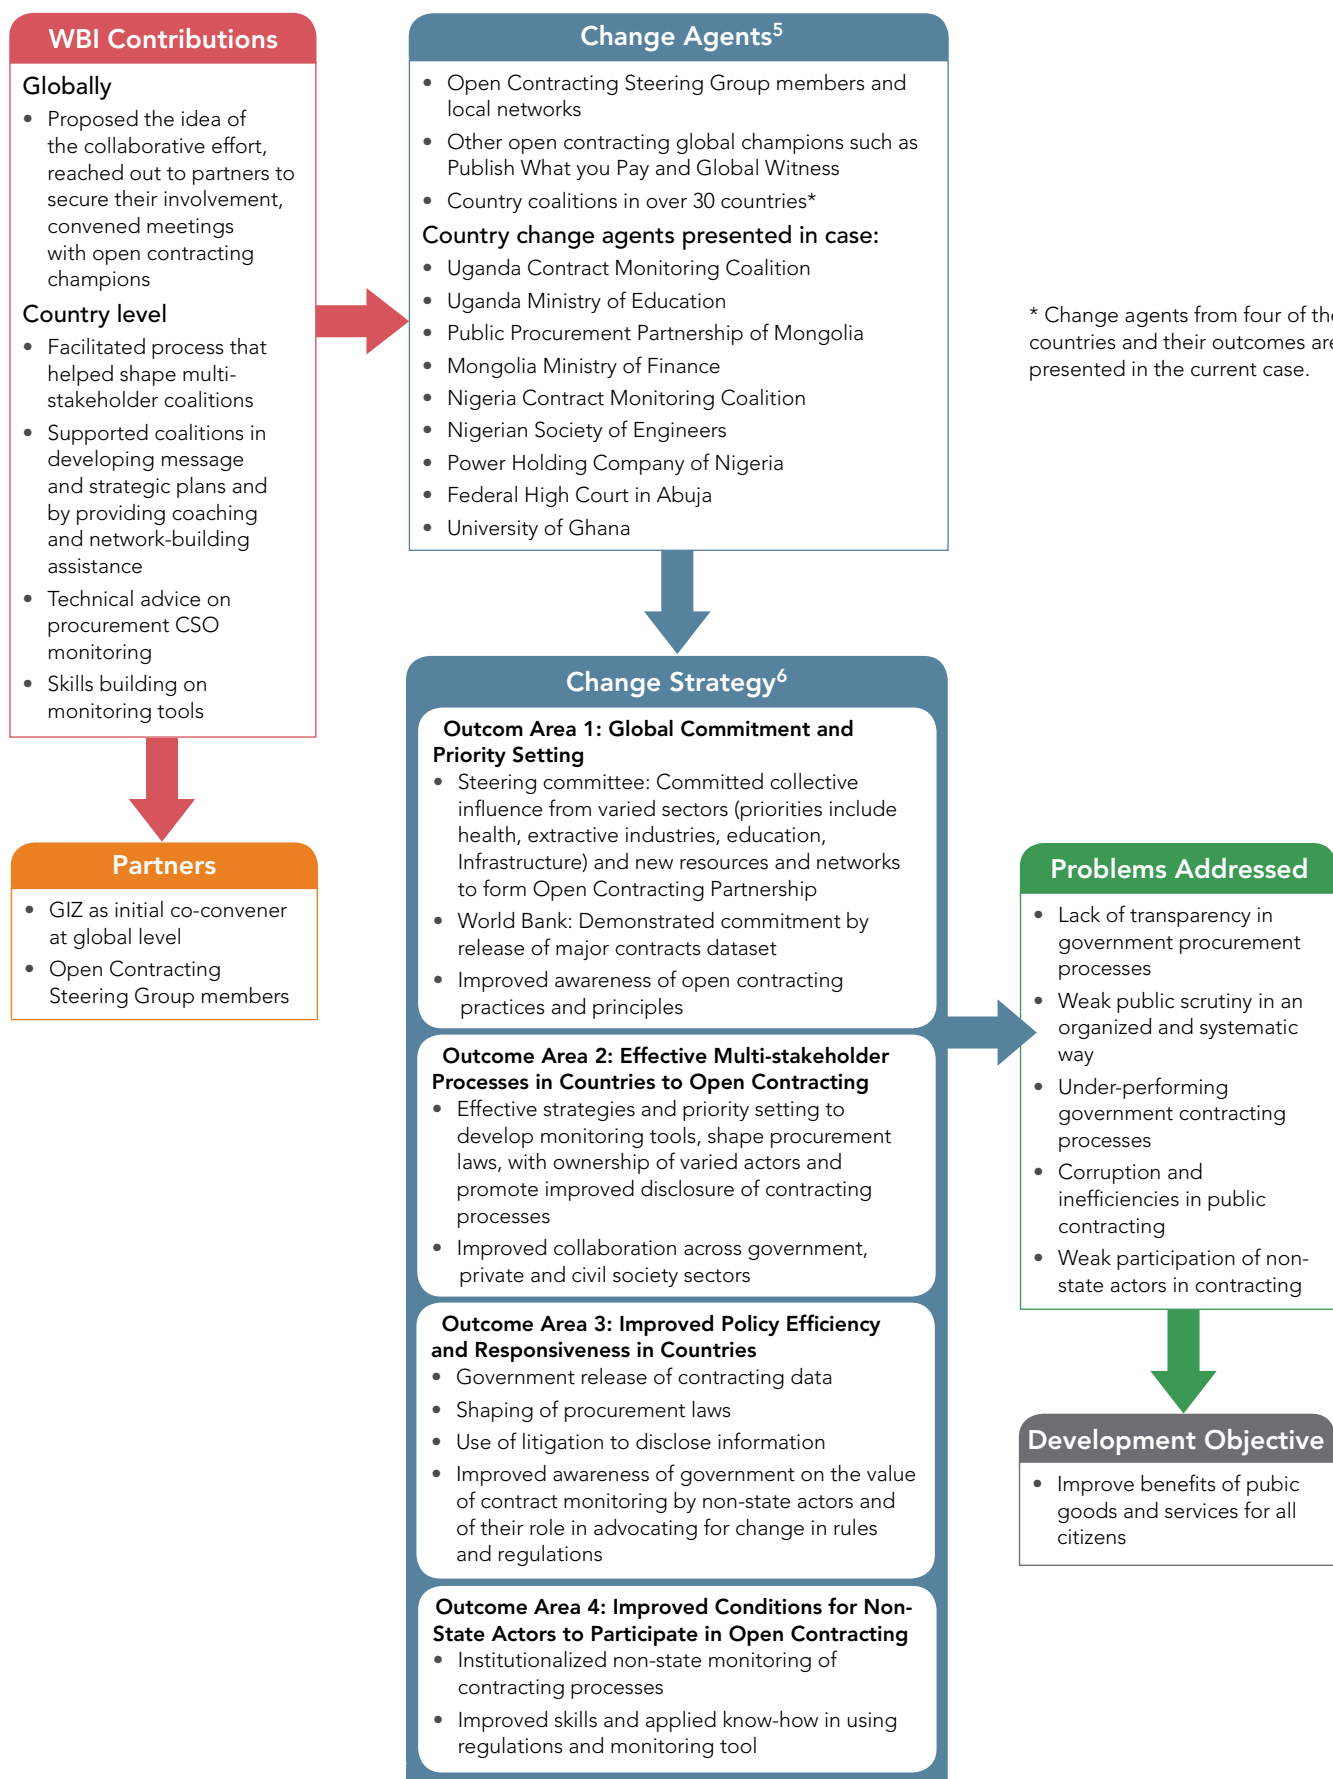 WBI Contributions
Globally
• Proposed the idea of
the collaborative effort,
reached out to partners to
secure their involvement,
convened meetings
with open contracting
champions
Country level
• Facilitated process that
helped shape multi-
stakeholder coalitions
• Supported coalitions in
developing message
and strategic plans and
by providing coaching
and network-building
assistance
• Technical advice on
procurement CSO
monitoring
• Skills building on
monitoring tools
Partners
• GIZ as initial co-convener
at global level
• Open Contracting
Steering Group members
Change Agents⁵
• Open Contracting Steering Group members and
local networks
• Other open contracting global champions such as
Publish What you Pay and Global Witness
• Country coalitions in over 30 countries*
Country change agents presented in case:
• Uganda Contract Monitoring Coalition
• Uganda Ministry of Education
• Public Procurement Partnership of Mongolia
• Mongolia Ministry of Finance
• Nigeria Contract Monitoring Coalition
• Nigerian Society of Engineers
• Power Holding Company of Nigeria
• Federal High Court in Abuja
• University of Ghana
* Change agents from four of the
countries and their outcomes are
presented in the current case.
Change Strategy⁶
Outcom Area 1: Global Commitment and
Priority Setting
• Steering committee: Committed collective
influence from varied sectors (priorities include
health, extractive industries, education,
Infrastructure) and new resources and networks
to form Open Contracting Partnership
• World Bank: Demonstrated commitment by
release of major contracts dataset
• Improved awareness of open contracting
practices and principles
Outcome Area 2: Effective Multi-stakeholder
Processes in Countries to Open Contracting
• Effective strategies and priority setting to
develop monitoring tools, shape procurement
laws, with ownership of varied actors and
promote improved disclosure of contracting
processes
• Improved collaboration across government,
private and civil society sectors
Outcome Area 3: Improved Policy Efficiency
and Responsiveness in Countries
• Government release of contracting data
• Shaping of procurement laws
• Use of litigation to disclose information
• Improved awareness of government on the value
of contract monitoring by non-state actors and
of their role in advocating for change in rules
and regulations
Outcome Area 4: Improved Conditions for Non-
State Actors to Participate in Open Contracting
• Institutionalized non-state monitoring of
contracting processes
• Improved skills and applied know-how in using
regulations and monitoring tool
Problems Addressed
• Lack of transparency in
government procurement
processes
• Weak public scrutiny in an
organized and systematic
way
• Under-performing
government contracting
processes
• Corruption and
inefficiencies in public
contracting
• Weak participation of non-
state actors in contracting
Development Objective
• Improve benefits of pubic
goods and services for all
citizens